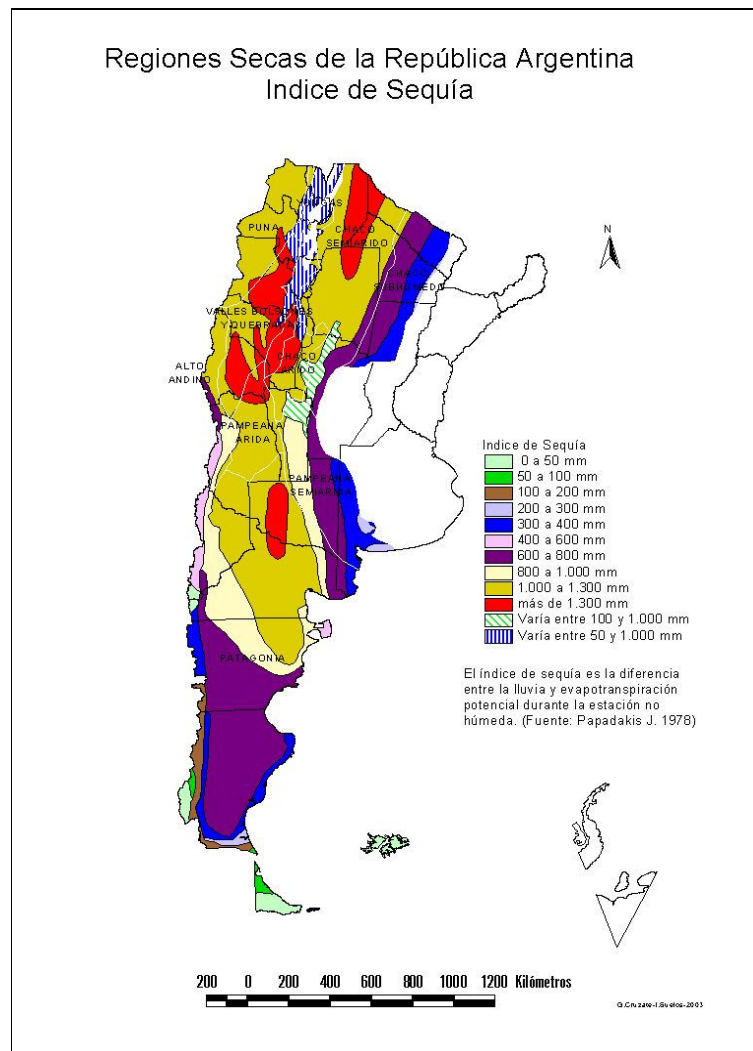 Regiones Secas de la República Argentina
Indice de Sequía
N
YUNGAS
PUNA
CHACO
SEMIARIDO
CHACO
SUBHUMEDO
VALLES BOLSONES
Y QUEBRADAS
CHACO
ARIDO
ALTO
ANDINO
PAMPEANA
ARIDA
PAMPEANA
SEMIARIDA
PATAGONIA
Indice de Sequía
0 a 50 mm
50 a 100 mm
100 a 200 mm
200 a 300 mm
300 a 400 mm
400 a 600 mm
600 a 800 mm
800 a 1.000 mm
1.000 a 1.300 mm
más de 1.300 mm
Varía entre 100 y 1.000 mm
Varía entre 50 y 1.000 mm
El índice de sequía es la diferencia
entre la lluvia y evapotranspiración
potencial durante la estación no
húmeda. (Fuente: Papadakis J. 1978)
200 0 200 400 600 800 1000 1200 Kilómetros
G.Cruzate-I.Suelos-2003